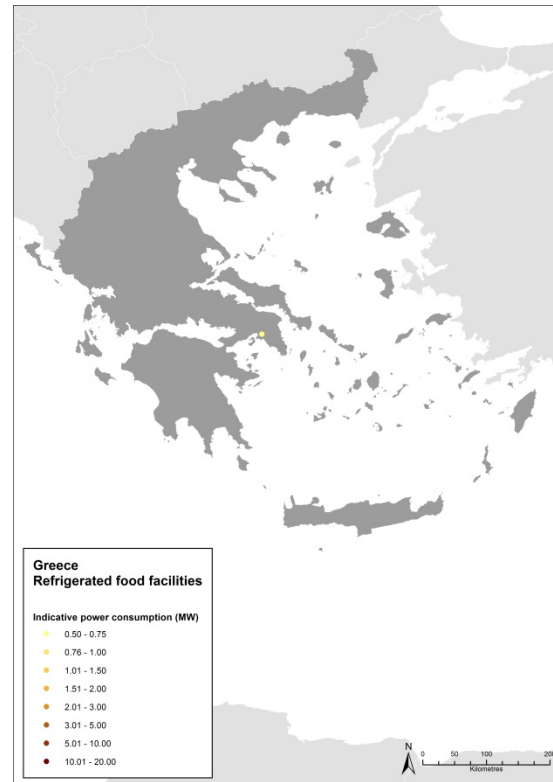 Greece
Refrigerated food facilities
Indicative power consumption (MW)
0.50 - 0.75
0.76 - 1.00
1.01 - 1.50
1.51 - 2.00
2.01 - 3.00
3.01 - 5.00
5.01 - 10.00
10.01 - 20.00
N
0 50 100 150 200
Kilometres